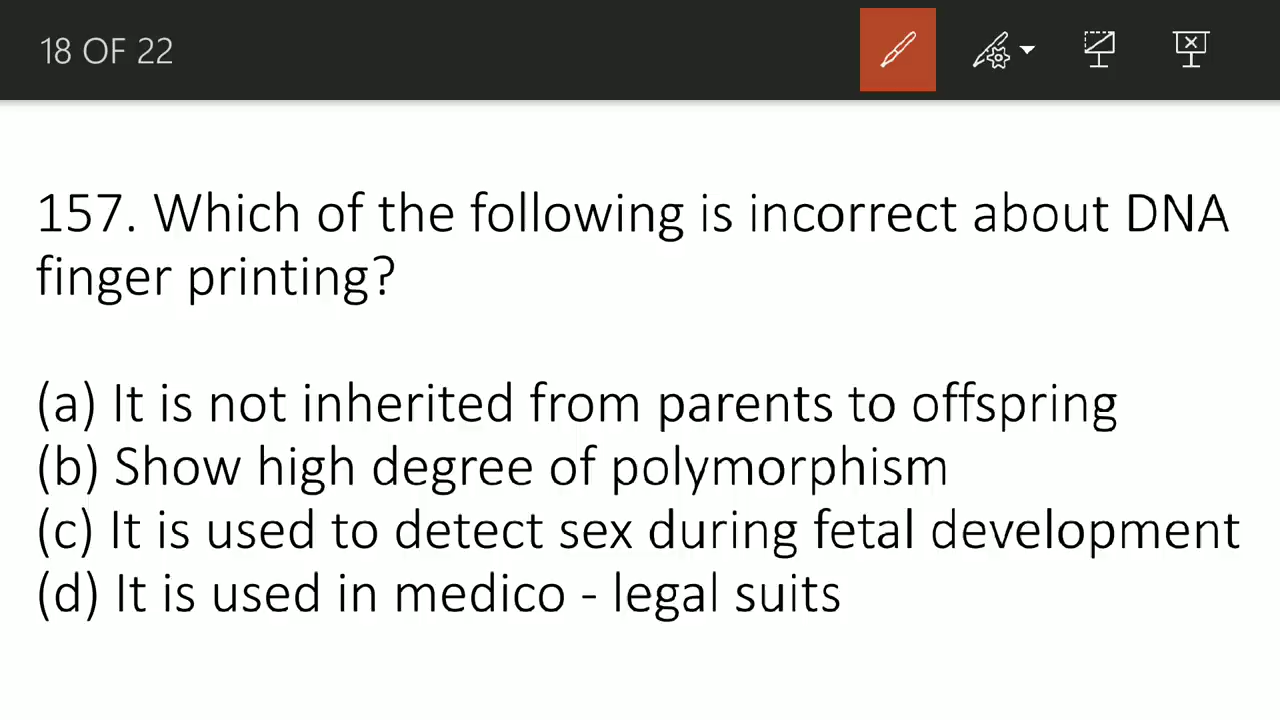 18 OF 22
157. Which of the following is incorrect about DNA
finger printing?
(a) It is not inherited from parents to offspring
(b) Show high degree of polymorphism
(c) It is used to detect sex during fetal development
(d) It is used in medico - legal suits